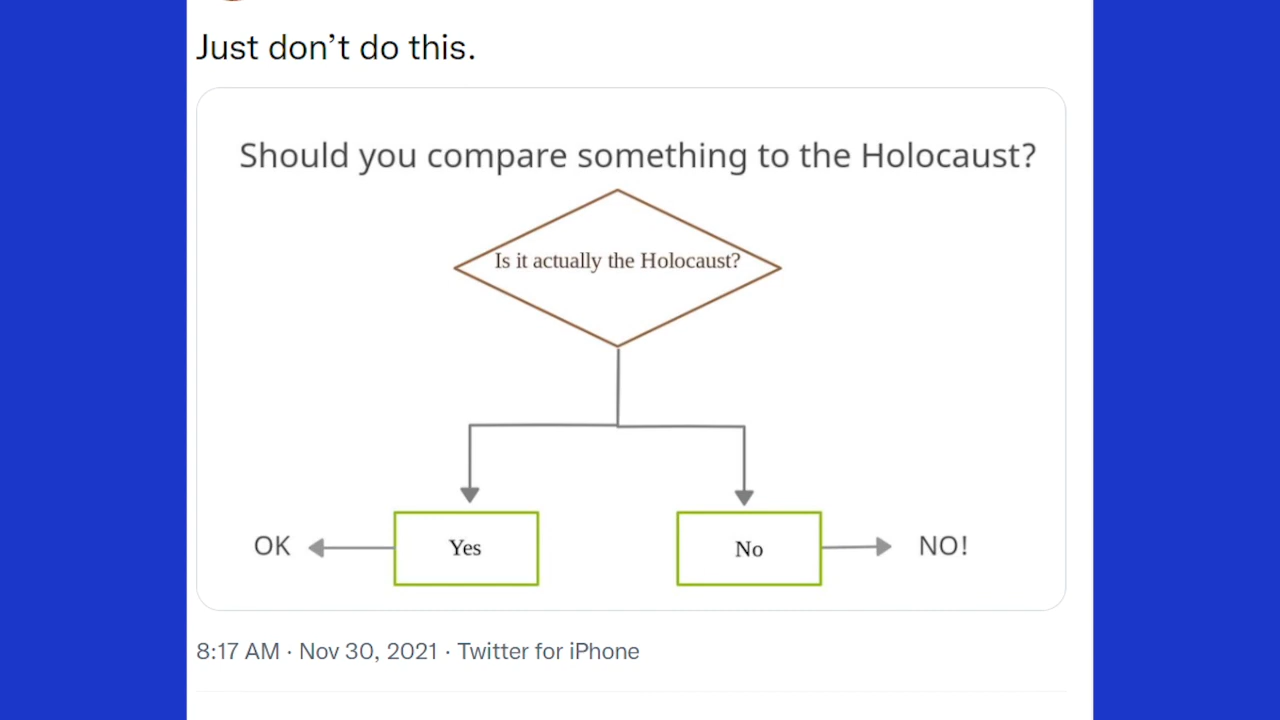 Just don’t do this.
Should you compare something to the Holocaust?
Is it actually the Holocaust?
OK
Yes
No
NO!
8:17 AM · Nov 30, 2021 · Twitter for iPhone